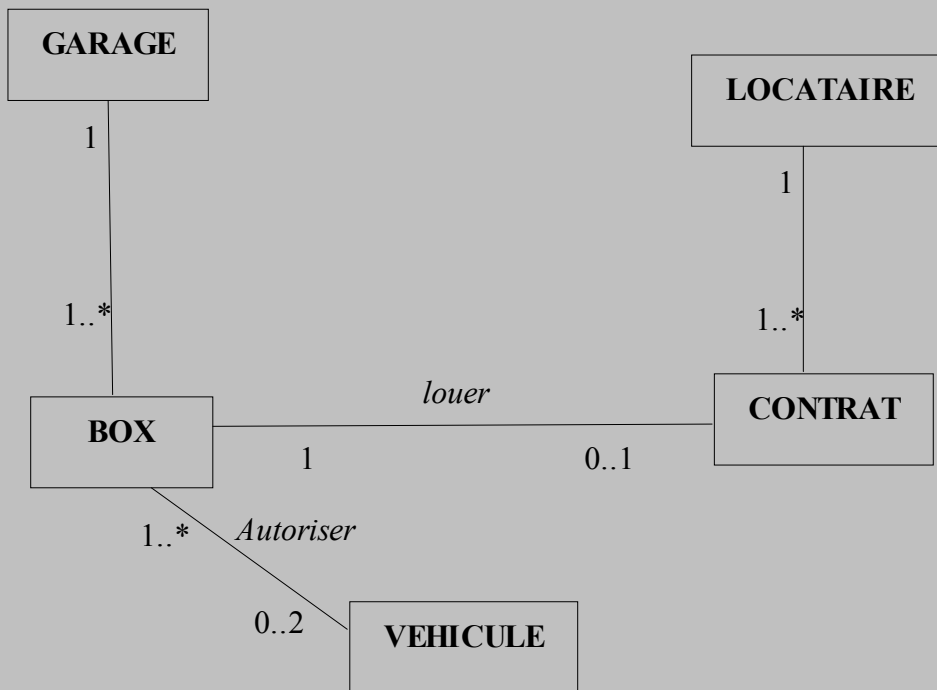 GARAGE
LOCATAIRE
1
1
1..*
1..*
louer
CONTRAT
BOX
1
0..1
1..*
Autoriser
0..2
VEHICULE